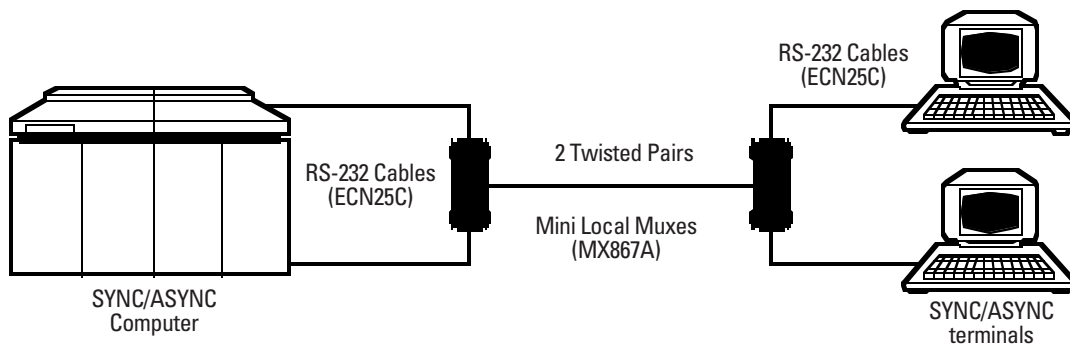 RS-232 Cables
(ECN25C)
2 Twisted Pairs
RS-232 Cables
(ECN25C)
Mini Local Muxes
(MX867A)
SYNC/ASYNC
Computer
SYNC/ASYNC
terminals